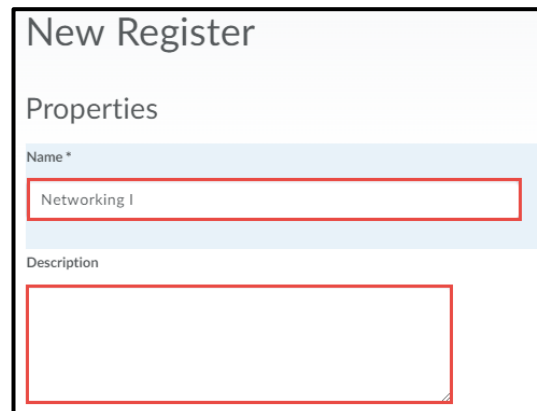 New Register
Properties
Name *
Networking I
Description